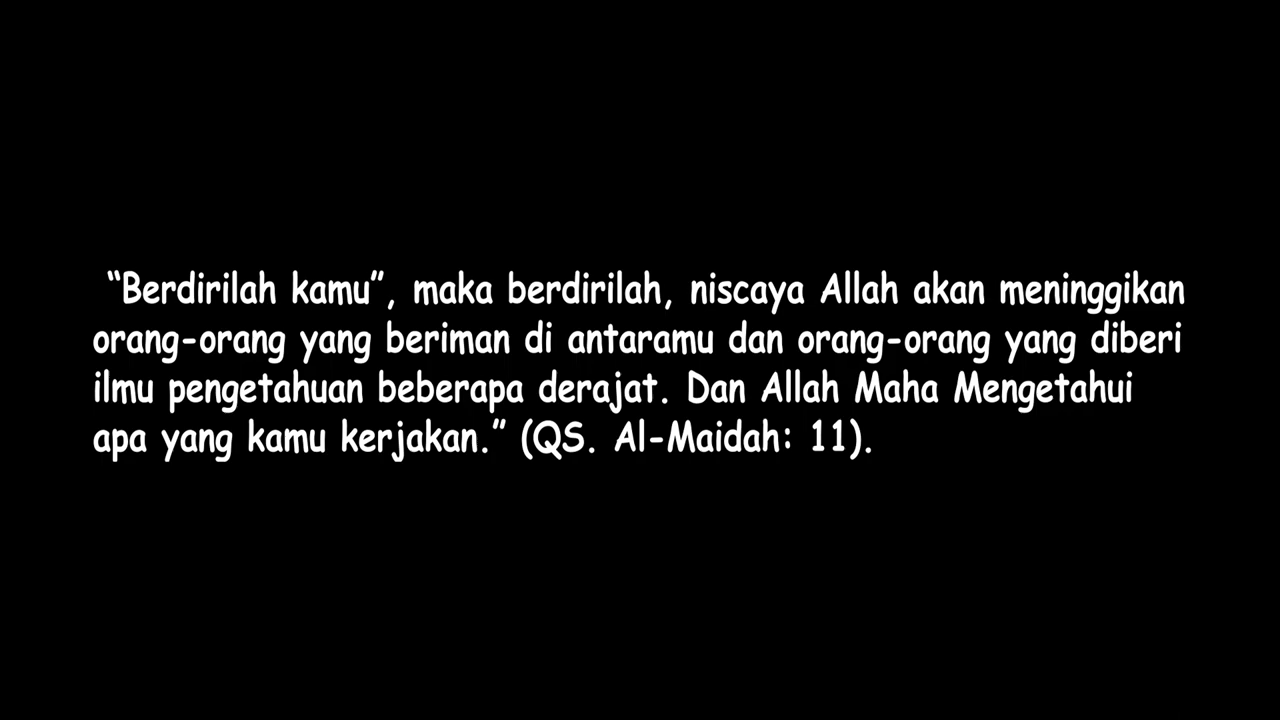 “Berdirilah kamu”, maka berdirilah, niscaya Allah akan meninggikan
orang-orang yang beriman di antaramu dan orang-orang yang diberi
ilmu pengetahuan beberapa derajat. Dan Allah Maha Mengetahui
apa yang kamu kerjakan.” (QS. Al-Maidah: 11).